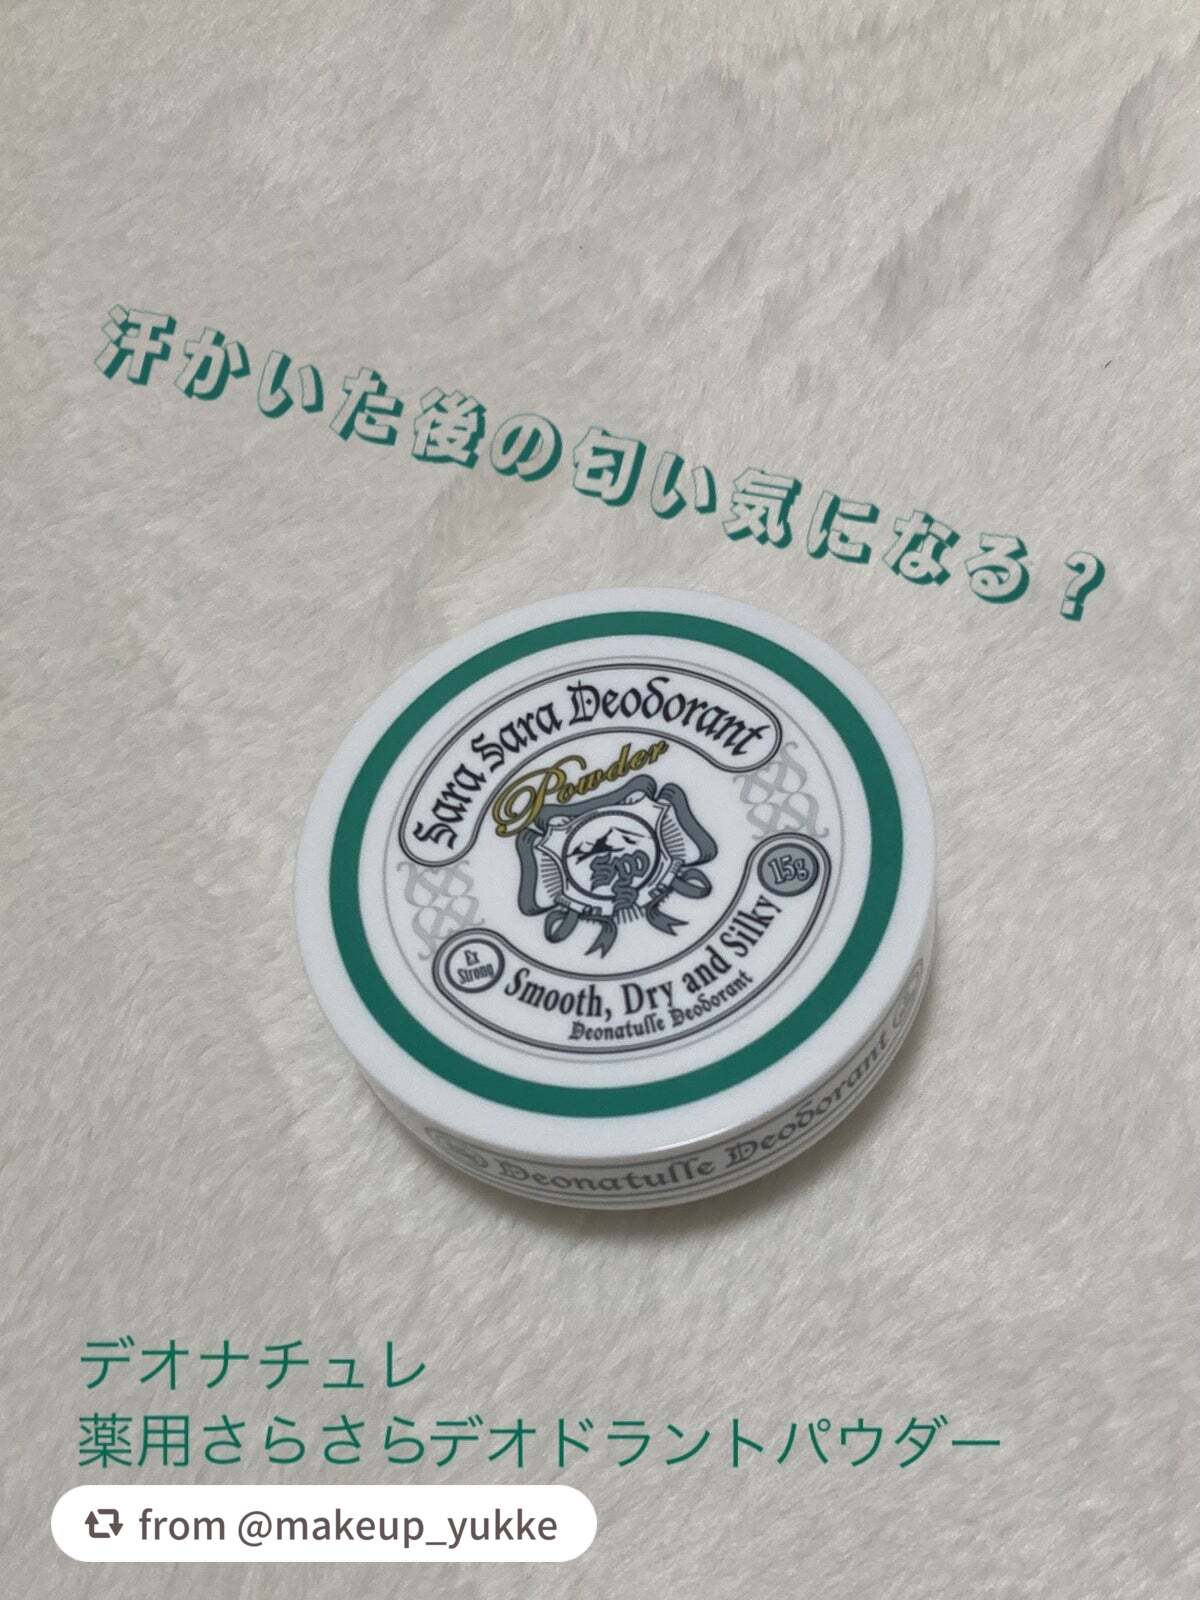 汗かいた後の匂い気になる？
Sara Sara Deodorant
Powder
15g
Ex
Strong
Smooth, Dry and Silky
Deonatulle Deodorant
Deonatulle Deodorant
デオナチュレ
薬用さらさらデオドラントパウダー
from @makeup_yukke